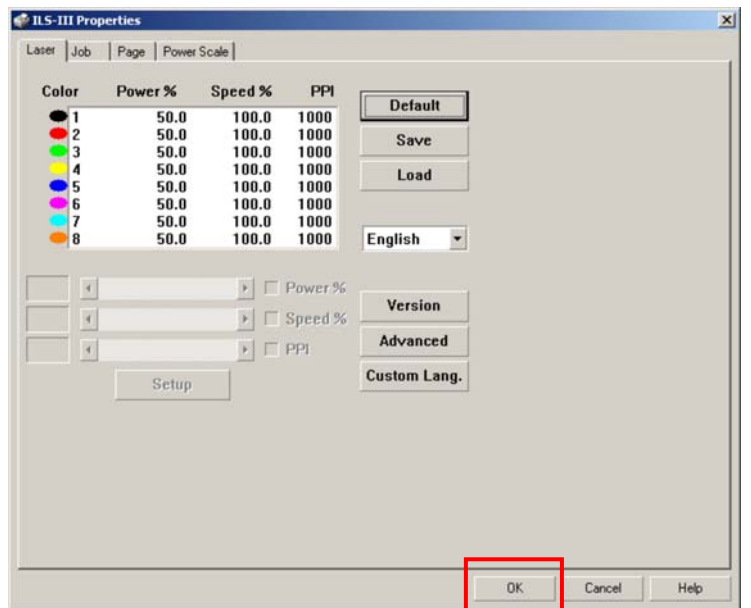 ILS-III Properties
Laser Job Page Power Scale
Color Power % Speed % PPI
1 50.0 100.0 1000
2 50.0 100.0 1000
3 50.0 100.0 1000
4 50.0 100.0 1000
5 50.0 100.0 1000
6 50.0 100.0 1000
7 50.0 100.0 1000
8 50.0 100.0 1000
Default
Save
Load
English
Power %
Speed %
PPI
Setup
Version
Advanced
Custom Lang.
OK Cancel Help